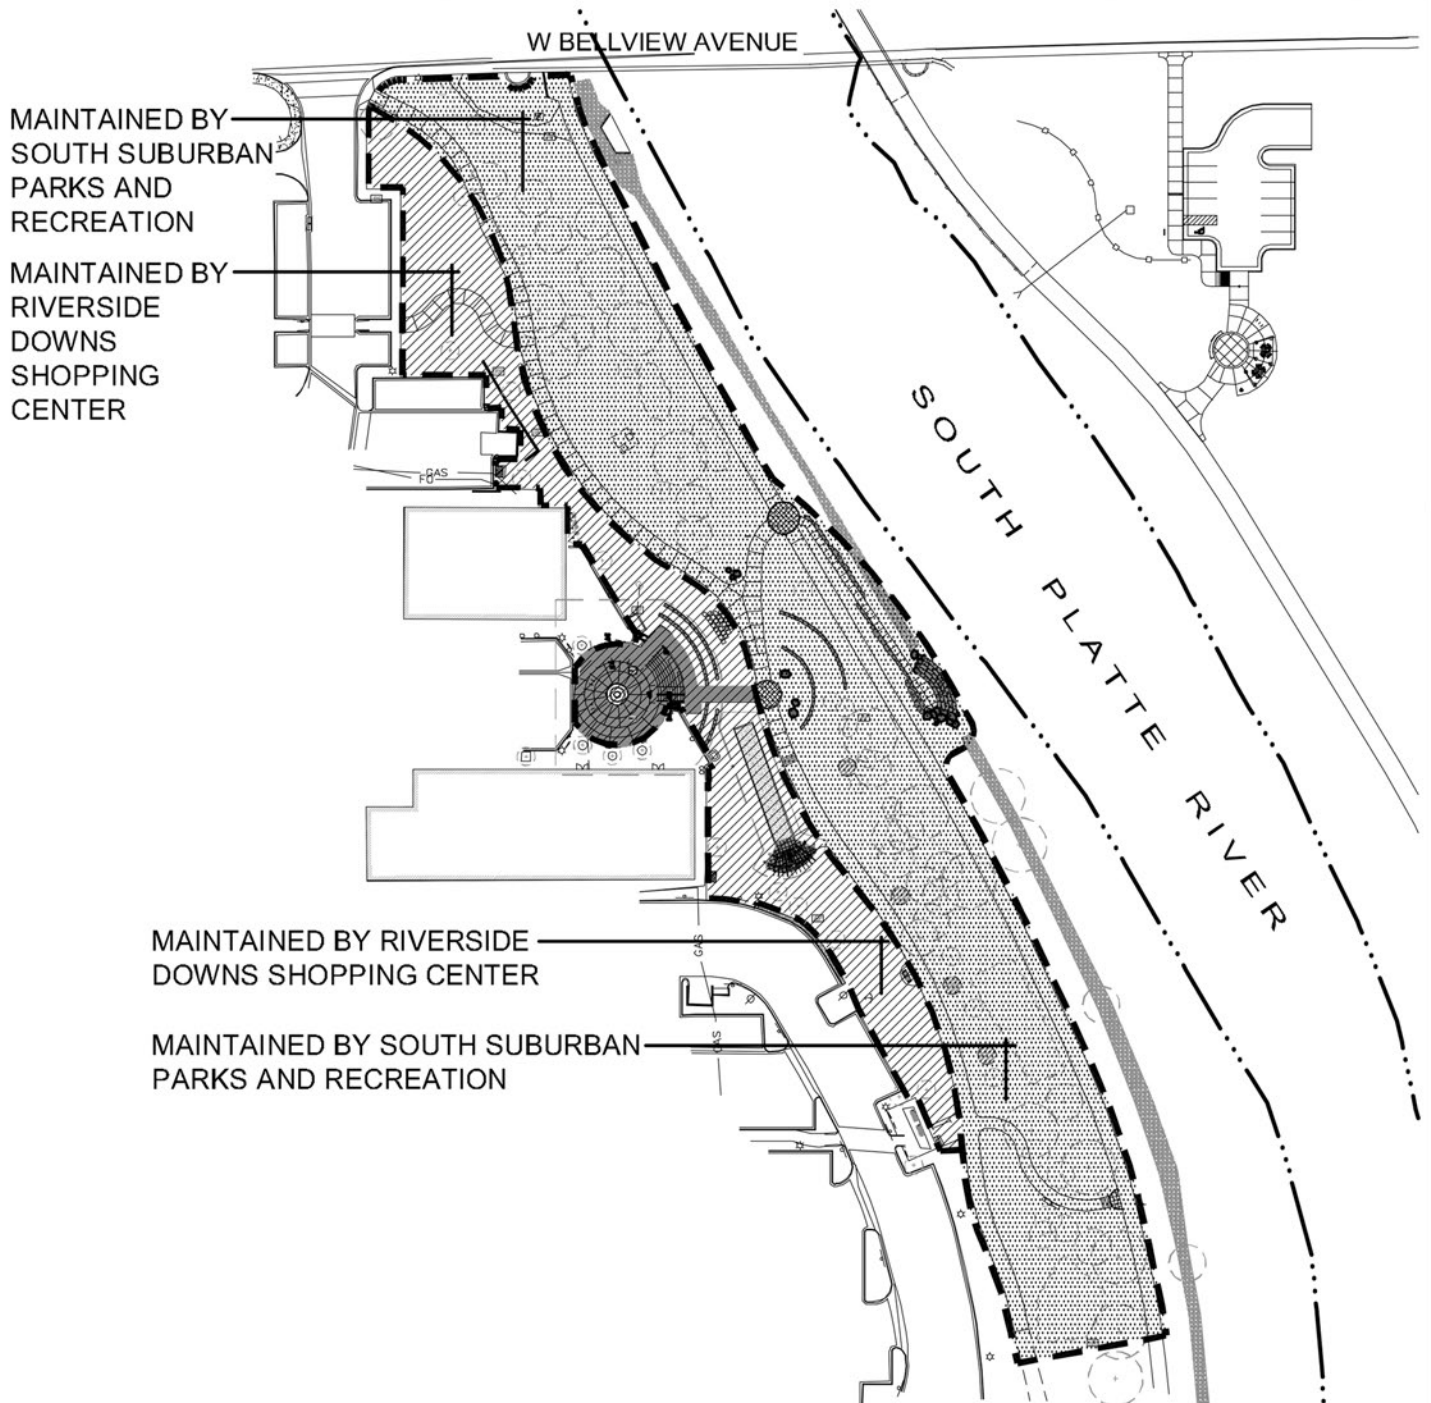 W BELLVIEW AVENUE
MAINTAINED BY
SOUTH SUBURBAN
PARKS AND
RECREATION
MAINTAINED BY
RIVERSIDE
DOWNS
SHOPPING
CENTER
GAS
FO
SOUTH PLATTE RIVER
MAINTAINED BY RIVERSIDE
DOWNS SHOPPING CENTER
GAS
MAINTAINED BY SOUTH SUBURBAN
PARKS AND RECREATION
GAS